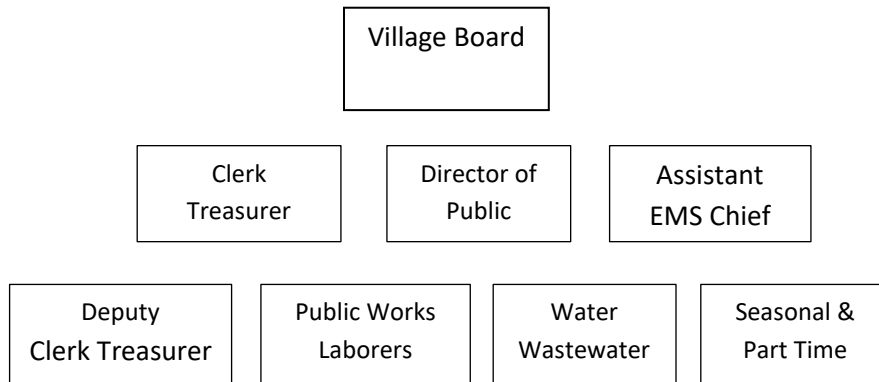 Village Board
Clerk
Treasurer
Director of
Public
Assistant
EMS Chief
Deputy
Clerk Treasurer
Public Works
Laborers
Water
Wastewater
Seasonal &
Part Time